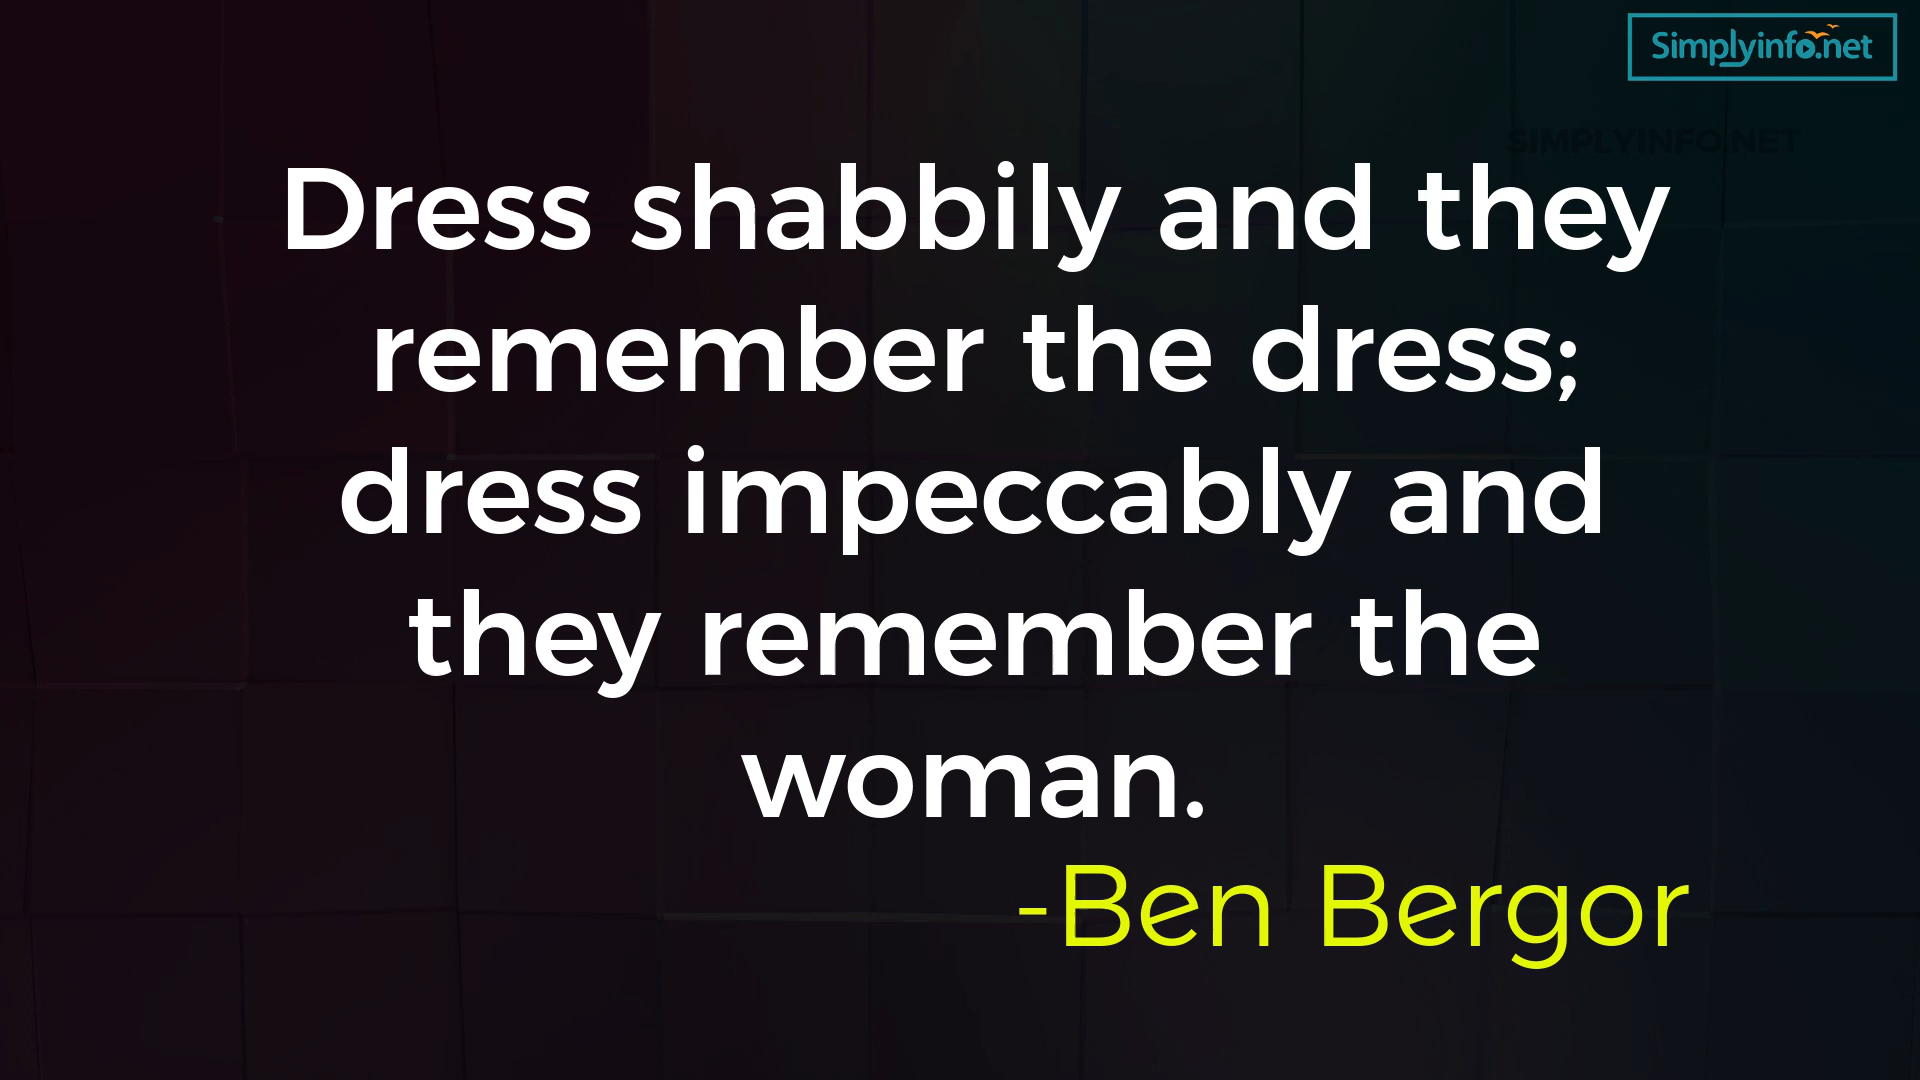 Simplyinfo.net
SIMPLYINFO.NET
Dress shabbily and they
remember the dress;
dress impeccably and
they remember the
woman.
-Ben Bergor